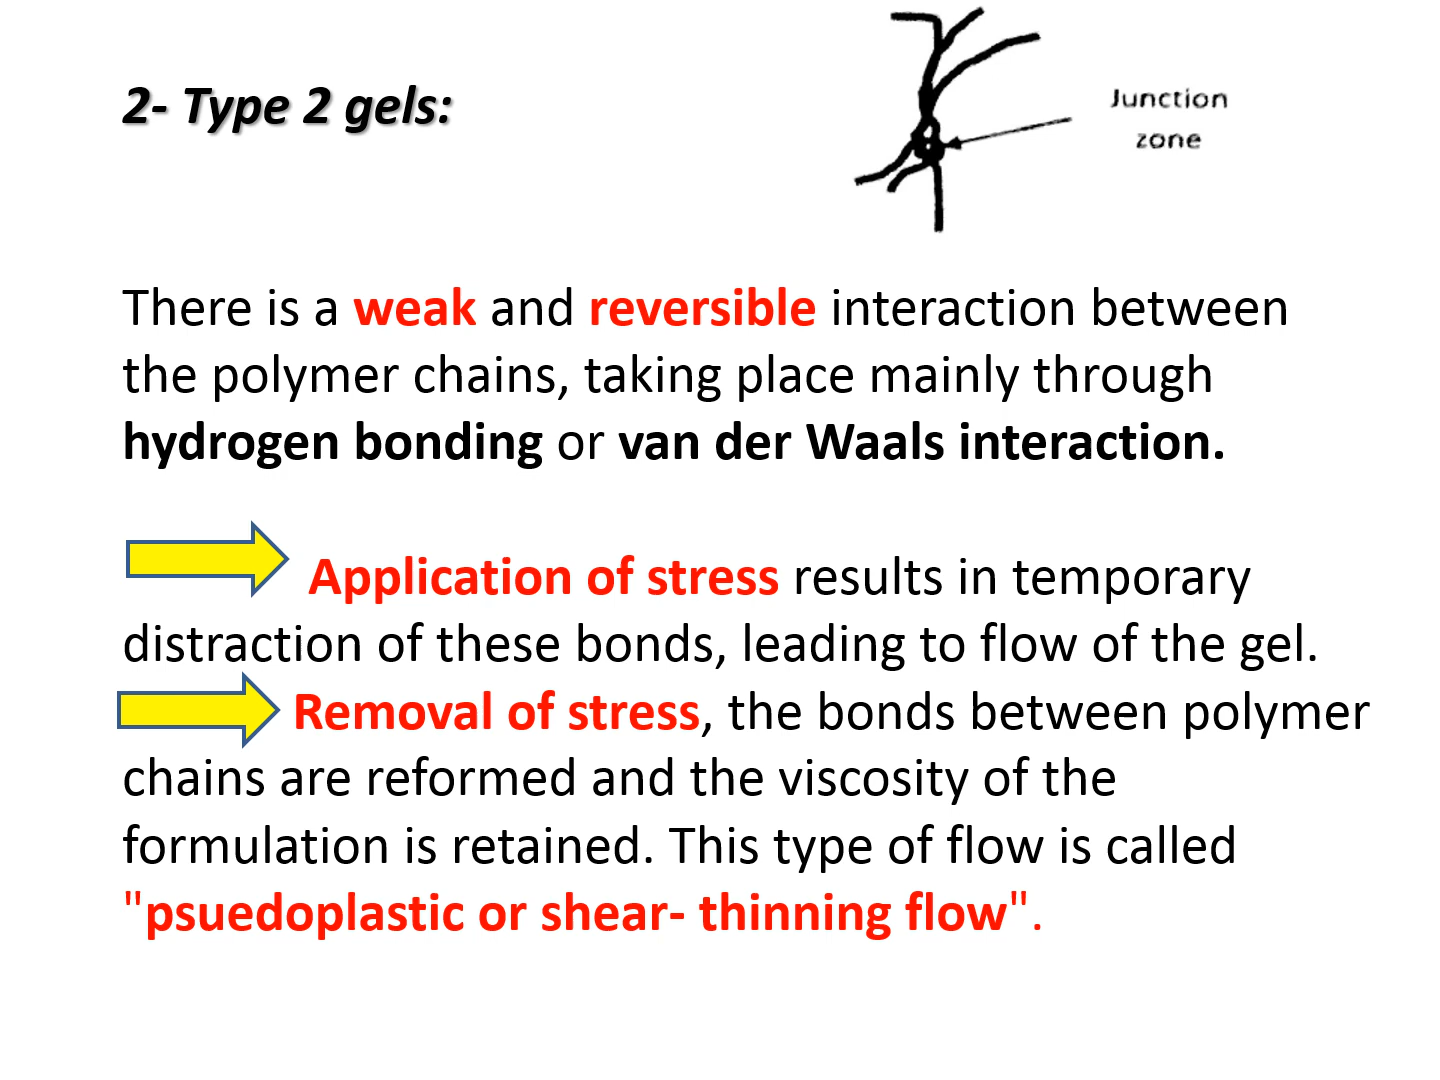 2- Type 2 gels:
Junction
zone
There is a weak and reversible interaction between
the polymer chains, taking place mainly through
hydrogen bonding or van der Waals interaction.
Application of stress results in temporary
distraction of these bonds, leading to flow of the gel.
Removal of stress, the bonds between polymer
chains are reformed and the viscosity of the
formulation is retained. This type of flow is called
"psuedoplastic or shear- thinning flow".